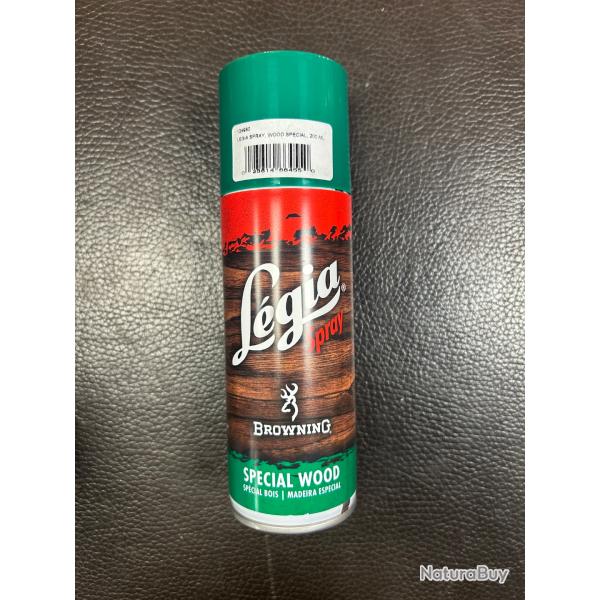 LEGIA SPRAY, WOOD SPECIAL, 200 ML
Légia®
Spray
BROWNING
SPECIAL WOOD
SPÉCIAL BOIS | MADEIRA ESPECIAL
NaturaBuy